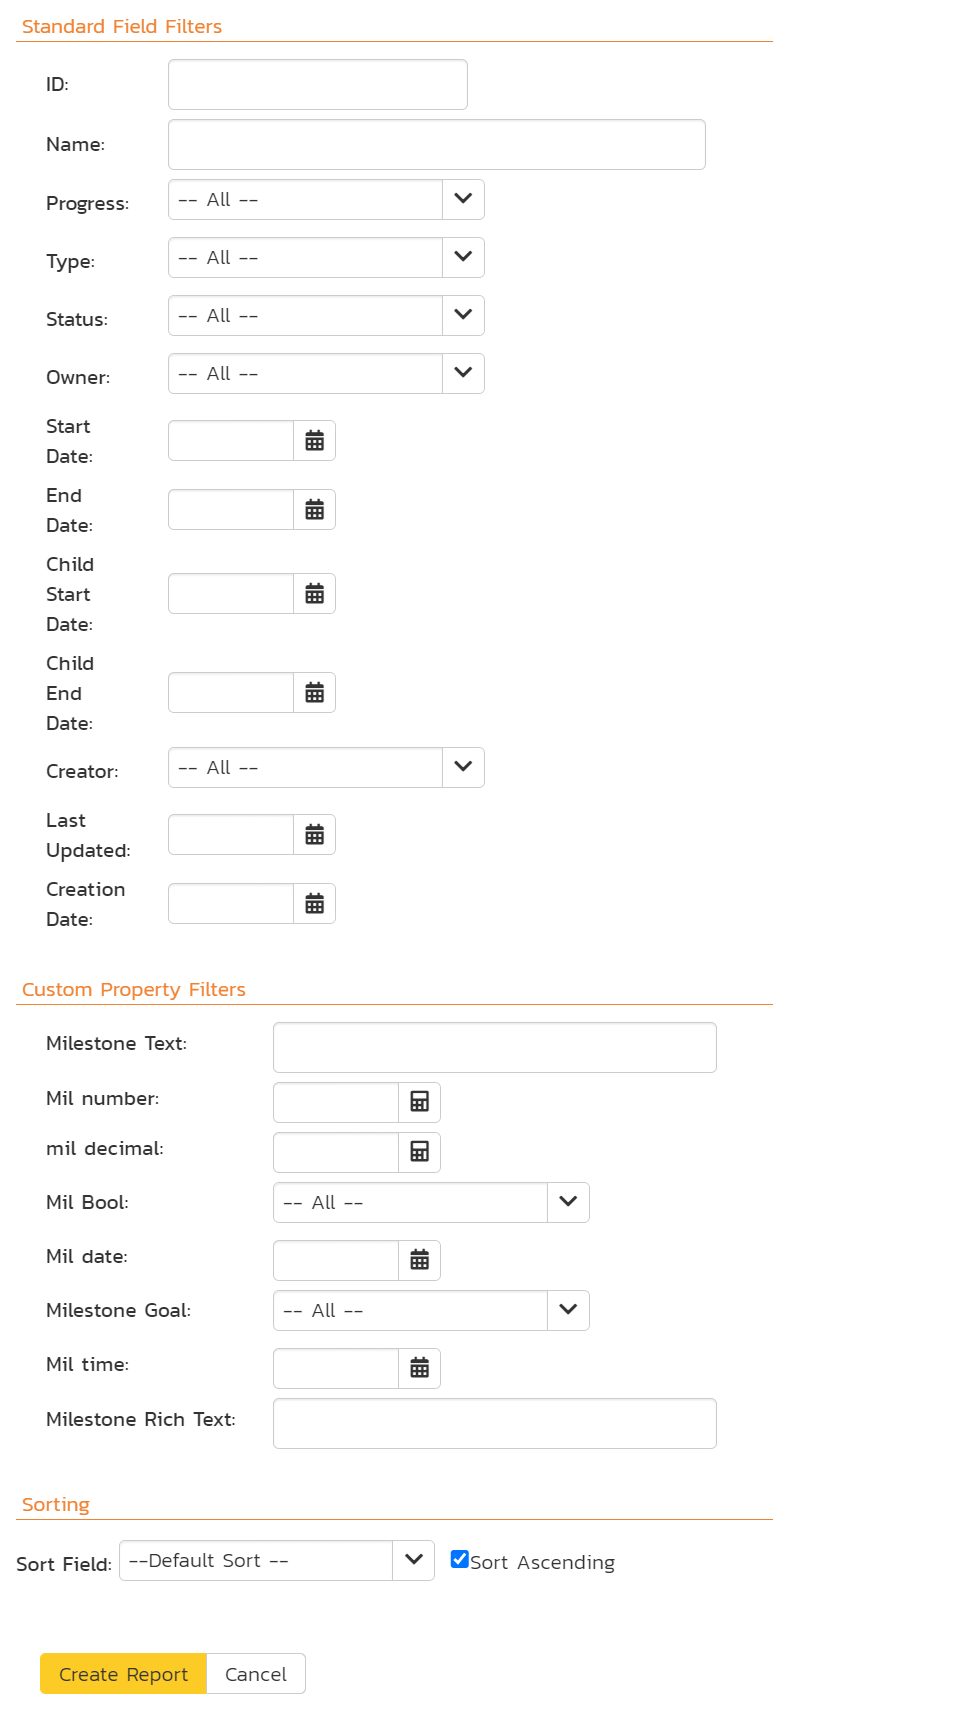 Standard Field Filters
ID:
Name:
Progress: -- All --
Type: -- All --
Status: -- All --
Owner: -- All --
Start
Date:
End
Date:
Child
Start
Date:
Child
End
Date:
Creator: -- All --
Last
Updated:
Creation
Date:
Custom Property Filters
Milestone Text:
Mil number:
mil decimal:
Mil Bool: -- All --
Mil date:
Milestone Goal: -- All --
Mil time:
Milestone Rich Text:
Sorting
Sort Field: --Default Sort -- Sort Ascending
Create Report Cancel